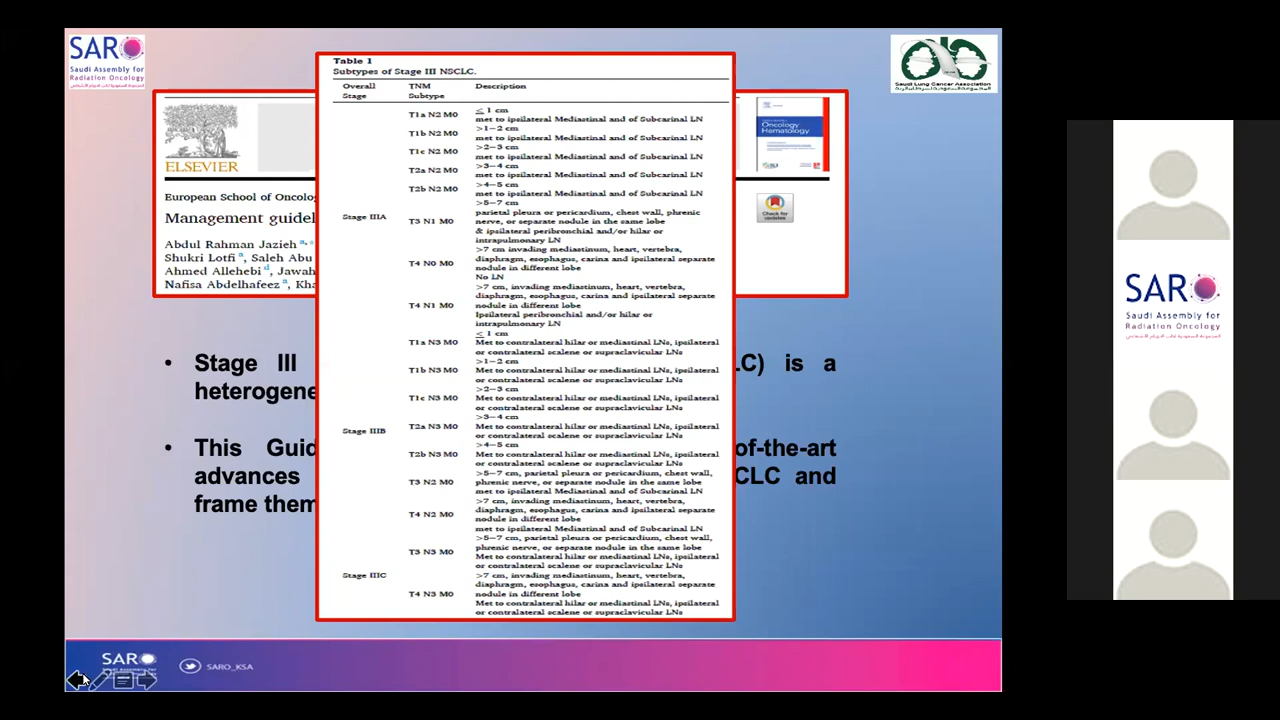 SARO
Saudi Assembly for
Radiation Oncology
Saudi Lung Cancer Association
ELSEVIER
Oncology
Hematology
Check for
updates
European School of Oncolo
Management guidel
Abdul Rahman Jazieh a,*
Shukri Lotfi a, Saleh Abu
Ahmed Allehebi d, Jawah
Nafisa Abdelhafeez a, Kha
Table 1
Subtypes of Stage III NSCLC.
Overall Stage TNM Subtype Description
T1a N2 M0 ≤ 1 cm
met to ipsilateral Mediastinal and of Subcarinal LN
T1b N2 M0 >1–2 cm
met to ipsilateral Mediastinal and of Subcarinal LN
T1c N2 M0 >2–3 cm
met to ipsilateral Mediastinal and of Subcarinal LN
T2a N2 M0 >3–4 cm
met to ipsilateral Mediastinal and of Subcarinal LN
T2b N2 M0 >4–5 cm
met to ipsilateral Mediastinal and of Subcarinal LN
Stage IIIA T3 N1 M0 >5–7 cm
parietal pleura or pericardium, chest wall, phrenic
nerve, or separate nodule in the same lobe
& ipsilateral peribronchial and/or hilar or
intrapulmonary LN
T4 N0 M0 >7 cm invading mediastinum, heart, vertebra,
diaphragm, esophagus, carina and ipsilateral separate
nodule in different lobe
No LN
T4 N1 M0 >7 cm, invading mediastinum, heart, vertebra,
diaphragm, esophagus, carina and ipsilateral separate
nodule in different lobe
Ipsilateral peribronchial and/or hilar or
intrapulmonary LN
T1a N3 M0 ≤ 1 cm
Met to contralateral hilar or mediastinal LNs, ipsilateral
or contralateral scalene or supraclavicular LNs
T1b N3 M0 >1–2 cm
Met to contralateral hilar or mediastinal LNs, ipsilateral
or contralateral scalene or supraclavicular LNs
T1c N3 M0 >2–3 cm
Met to contralateral hilar or mediastinal LNs, ipsilateral
or contralateral scalene or supraclavicular LNs
Stage IIIB T2a N3 M0 >3–4 cm
Met to contralateral hilar or mediastinal LNs, ipsilateral
or contralateral scalene or supraclavicular LNs
T2b N3 M0 >4–5 cm
Met to contralateral hilar or mediastinal LNs, ipsilateral
or contralateral scalene or supraclavicular LNs
T3 N2 M0 >5–7 cm, parietal pleura or pericardium, chest wall,
phrenic nerve, or separate nodule in the same lobe
met to ipsilateral Mediastinal and of Subcarinal LN
T4 N2 M0 >7 cm, invading mediastinum, heart, vertebra,
diaphragm, esophagus, carina and ipsilateral separate
nodule in different lobe
met to ipsilateral Mediastinal and of Subcarinal LN
T3 N3 M0 >5–7 cm, parietal pleura or pericardium, chest wall,
phrenic nerve, or separate nodule in the same lobe
Met to contralateral hilar or mediastinal LNs, ipsilateral
or contralateral scalene or supraclavicular LNs
Stage IIIC T4 N3 M0 >7 cm, invading mediastinum, heart, vertebra,
diaphragm, esophagus, carina and ipsilateral separate
nodule in different lobe
Met to contralateral hilar or mediastinal LNs, ipsilateral
or contralateral scalene or supraclavicular LNs
• Stage III LC) is a
heterogene
• This Guid of-the-art
advances CLC and
frame them
SARO
Saudi Assembly for
SARO_KSA
SARO
Saudi Assembly for
Radiation Oncology